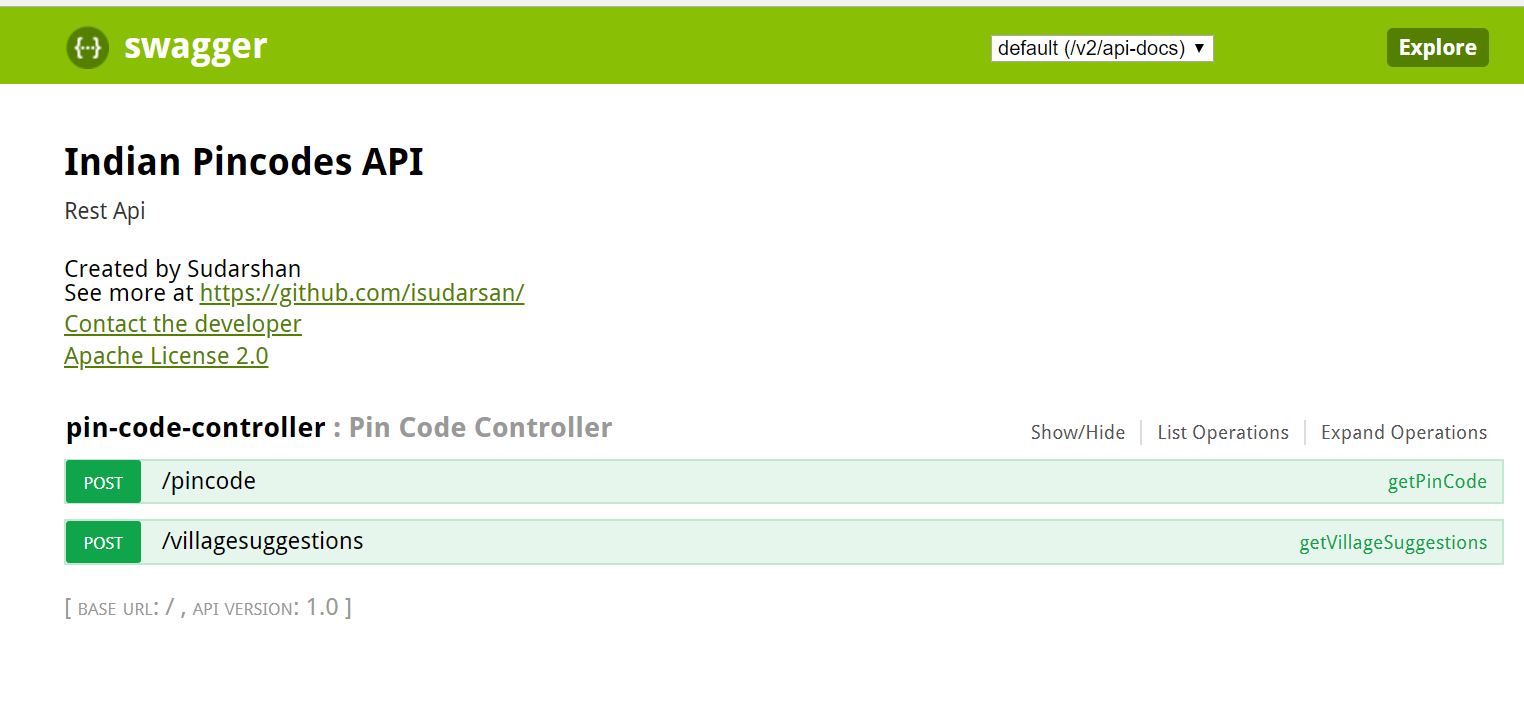 {···} swagger default (/v2/api-docs) ▼ Explore
Indian Pincodes API
Rest Api
Created by Sudarshan
See more at https://github.com/isudarsan/
Contact the developer
Apache License 2.0
pin-code-controller : Pin Code Controller Show/Hide List Operations Expand Operations
POST /pincode getPinCode
POST /villagesuggestions getVillageSuggestions
[ BASE URL: / , API VERSION: 1.0 ]